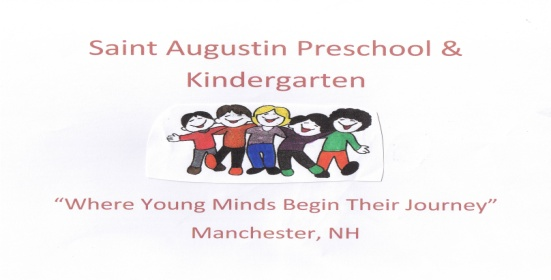 Saint Augustin Preschool &
Kindergarten
“Where Young Minds Begin Their Journey”
Manchester, NH